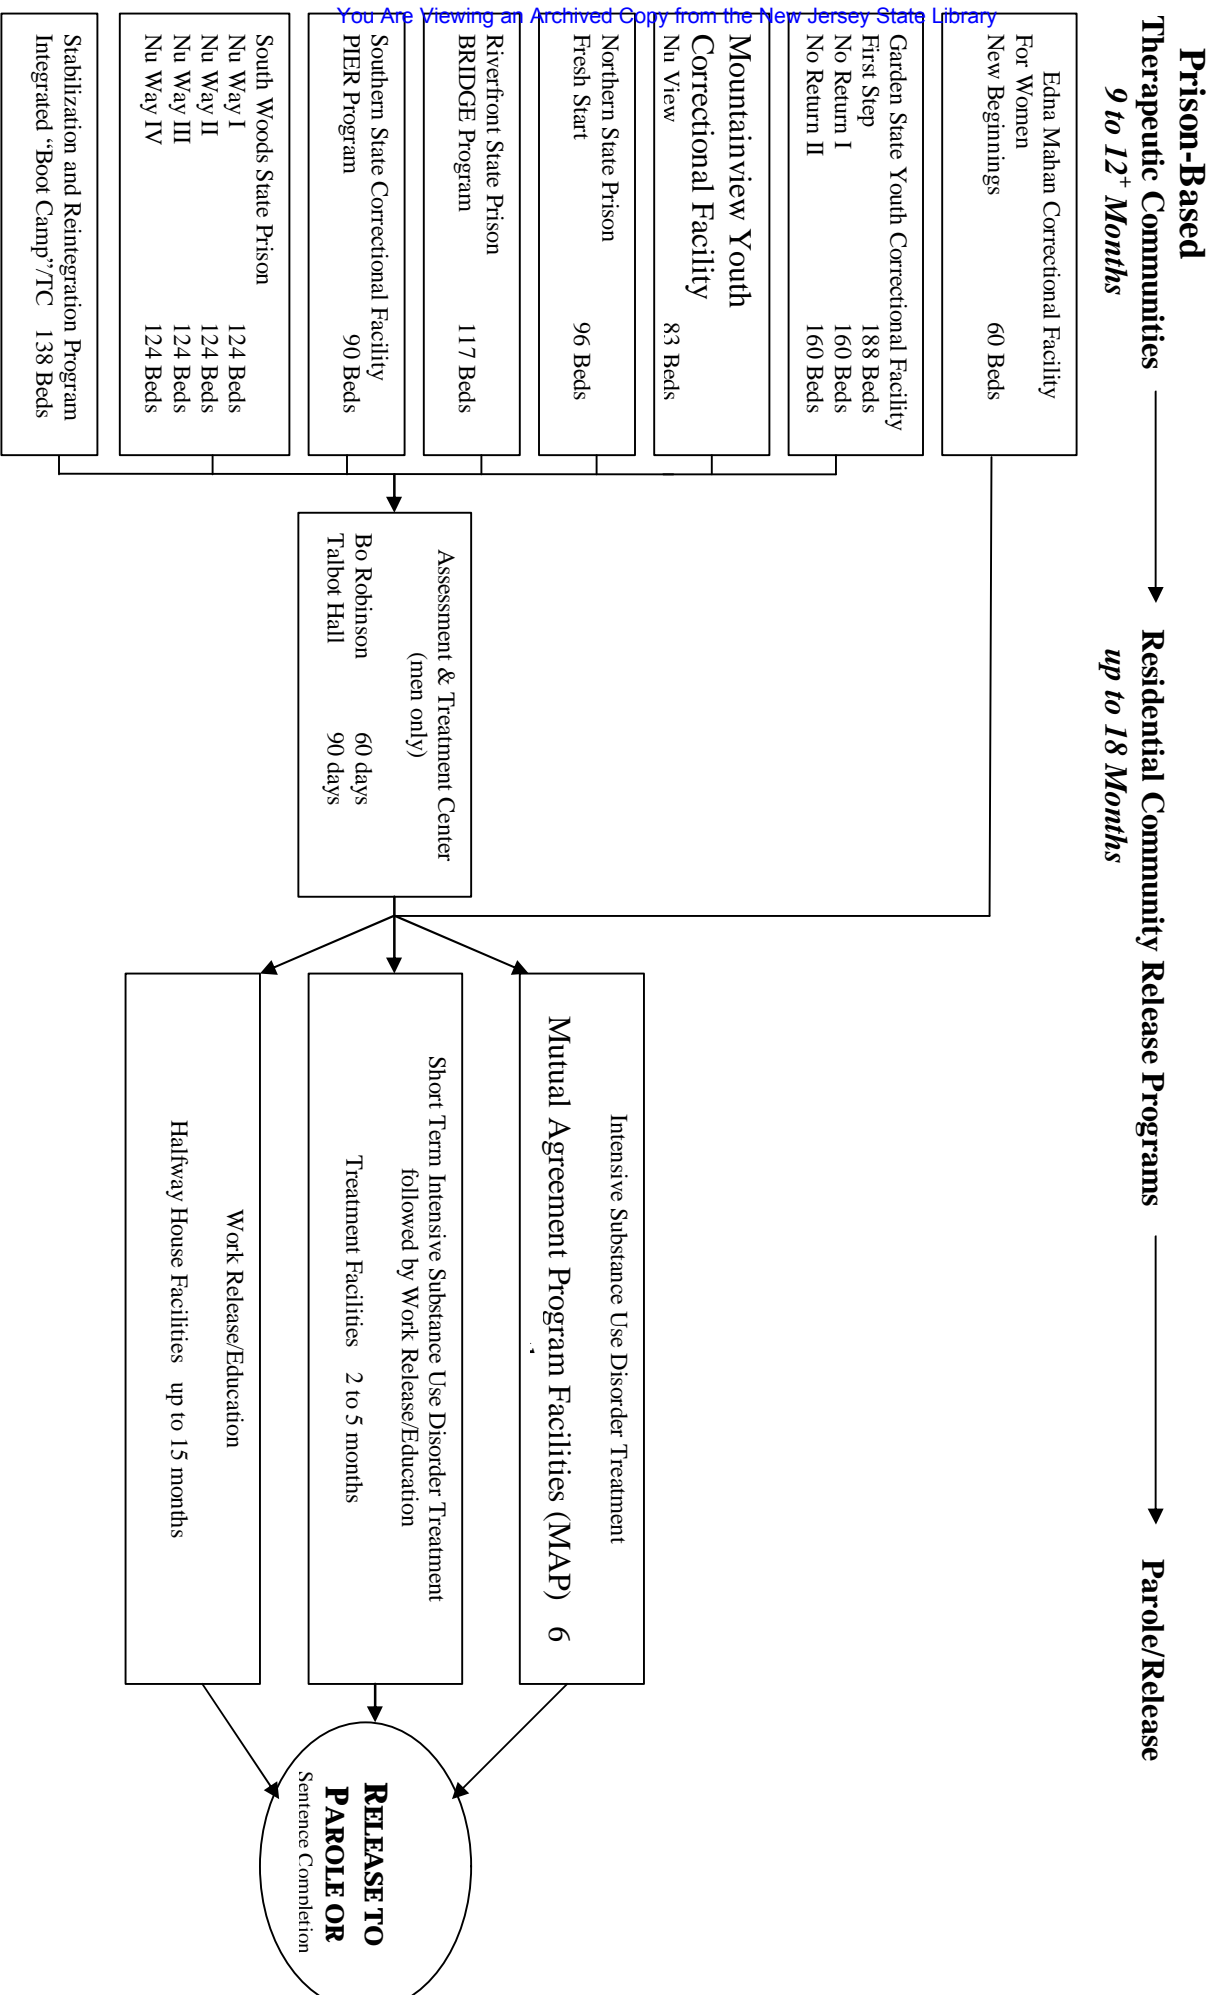 You Are Viewing an Archived Copy from the New Jersey State Library
Prison-Based
Therapeutic Communities
9 to 12+ Months
Residential Community Release Programs
up to 18 Months
Parole/Release
Edna Mahan Correctional Facility
For Women
New Beginnings 60 Beds
Garden State Youth Correctional Facility
First Step 188 Beds
No Return I 160 Beds
No Return II 160 Beds
Mountainview Youth
Correctional Facility
Nu View 83 Beds
Northern State Prison
Fresh Start 96 Beds
Riverfront State Prison
BRIDGE Program 117 Beds
Southern State Correctional Facility
PIER Program 90 Beds
South Woods State Prison
Nu Way I 124 Beds
Nu Way II 124 Beds
Nu Way III 124 Beds
Nu Way IV 124 Beds
Stabilization and Reintegration Program
Integrated “Boot Camp”/TC 138 Beds
Assessment & Treatment Center
(men only)
Bo Robinson 60 days
Talbot Hall 90 days
Intensive Substance Use Disorder Treatment
Mutual Agreement Program Facilities (MAP) 6
Short Term Intensive Substance Use Disorder Treatment
followed by Work Release/Education
Treatment Facilities 2 to 5 months
Work Release/Education
Halfway House Facilities up to 15 months
RELEASE TO
PAROLE OR
Sentence Completion